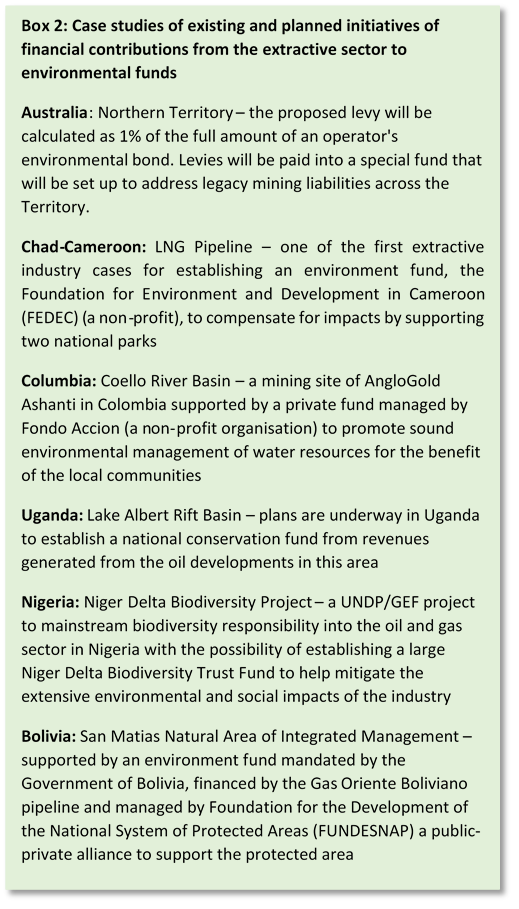 Box 2: Case studies of existing and planned initiatives of
financial contributions from the extractive sector to
environmental funds
Australia: Northern Territory – the proposed levy will be
calculated as 1% of the full amount of an operator's
environmental bond. Levies will be paid into a special fund that
will be set up to address legacy mining liabilities across the
Territory.
Chad-Cameroon: LNG Pipeline – one of the first extractive
industry cases for establishing an environment fund, the
Foundation for Environment and Development in Cameroon
(FEDEC) (a non-profit), to compensate for impacts by supporting
two national parks
Columbia: Coello River Basin – a mining site of AngloGold
Ashanti in Colombia supported by a private fund managed by
Fondo Accion (a non-profit organisation) to promote sound
environmental management of water resources for the benefit
of the local communities
Uganda: Lake Albert Rift Basin – plans are underway in Uganda
to establish a national conservation fund from revenues
generated from the oil developments in this area
Nigeria: Niger Delta Biodiversity Project – a UNDP/GEF project
to mainstream biodiversity responsibility into the oil and gas
sector in Nigeria with the possibility of establishing a large
Niger Delta Biodiversity Trust Fund to help mitigate the
extensive environmental and social impacts of the industry
Bolivia: San Matias Natural Area of Integrated Management –
supported by an environment fund mandated by the
Government of Bolivia, financed by the Gas Oriente Boliviano
pipeline and managed by Foundation for the Development of
the National System of Protected Areas (FUNDESNAP) a public-
private alliance to support the protected area